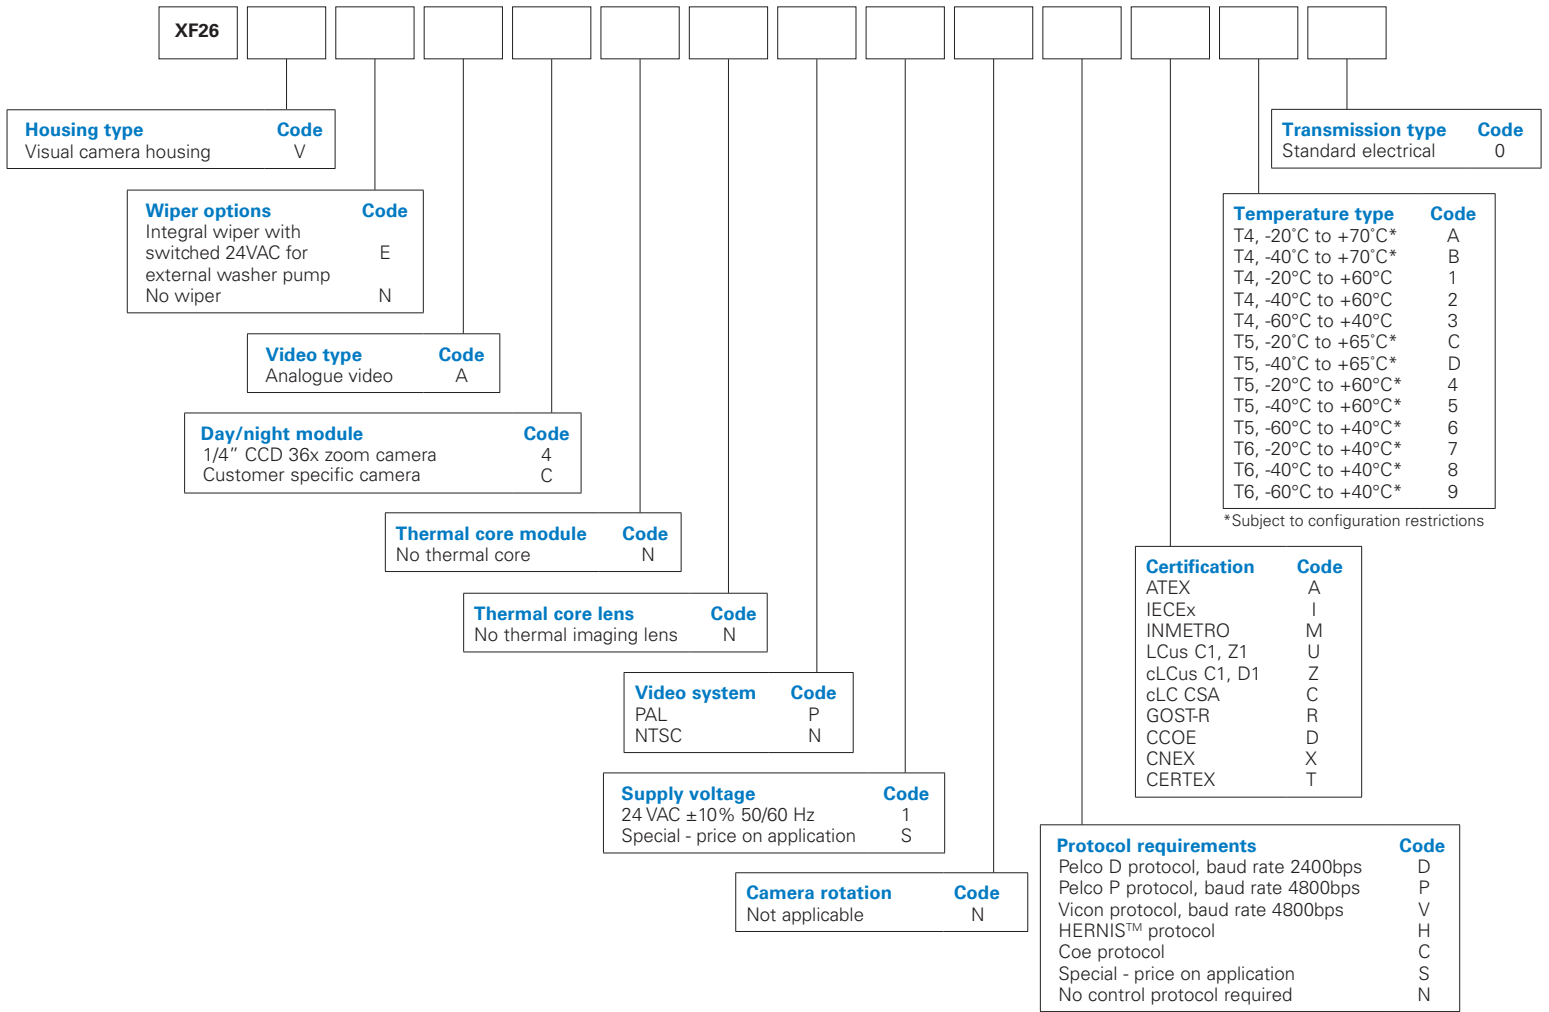 XF26
Housing type Code
Visual camera housing V
Wiper options Code
Integral wiper with
switched 24VAC for E
external washer pump
No wiper N
Video type Code
Analogue video A
Day/night module Code
1/4” CCD 36x zoom camera 4
Customer specific camera C
Thermal core module Code
No thermal core N
Thermal core lens Code
No thermal imaging lens N
Video system Code
PAL P
NTSC N
Supply voltage Code
24 VAC ±10% 50/60 Hz 1
Special - price on application S
Camera rotation Code
Not applicable N
Protocol requirements Code
Pelco D protocol, baud rate 2400bps D
Pelco P protocol, baud rate 4800bps P
Vicon protocol, baud rate 4800bps V
HERNIS™ protocol H
Coe protocol C
Special - price on application S
No control protocol required N
Certification Code
ATEX A
IECEx I
INMETRO M
LCus C1, Z1 U
cLCus C1, D1 Z
cLC CSA C
GOST-R R
CCOE D
CNEX X
CERTEX T
Temperature type Code
T4, -20˚C to +70˚C* A
T4, -40˚C to +70˚C* B
T4, -20°C to +60°C 1
T4, -40°C to +60°C 2
T4, -60°C to +40°C 3
T5, -20˚C to +65˚C* C
T5, -40˚C to +65˚C* D
T5, -20°C to +60°C* 4
T5, -40°C to +60°C* 5
T5, -60°C to +40°C* 6
T6, -20°C to +40°C* 7
T6, -40°C to +40°C* 8
T6, -60°C to +40°C* 9
*Subject to configuration restrictions
Transmission type Code
Standard electrical 0